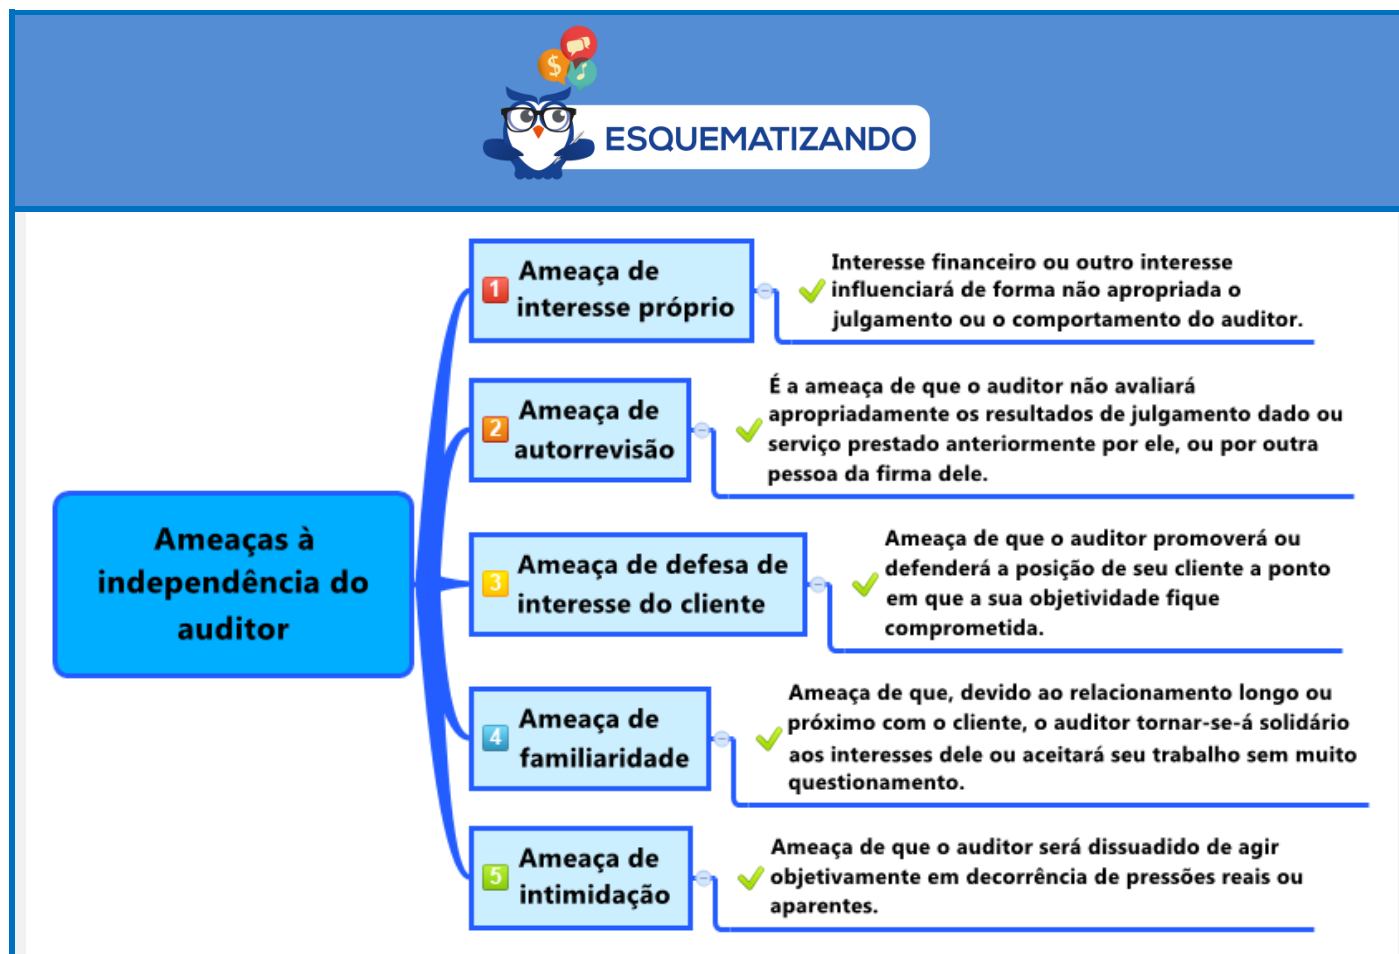 $
ESQUEMATIZANDO
Ameaças à
independência do
auditor
1
Ameaça de
interesse próprio
Interesse financeiro ou outro interesse
influenciará de forma não apropriada o
julgamento ou o comportamento do auditor.
2
Ameaça de
autorrevisão
É a ameaça de que o auditor não avaliará
apropriadamente os resultados de julgamento dado ou
serviço prestado anteriormente por ele, ou por outra
pessoa da firma dele.
3
Ameaça de defesa de
interesse do cliente
Ameaça de que o auditor promoverá ou
defenderá a posição de seu cliente a ponto
em que a sua objetividade fique
comprometida.
4
Ameaça de
familiaridade
Ameaça de que, devido ao relacionamento longo ou
próximo com o cliente, o auditor tornar-se-á solidário
aos interesses dele ou aceitará seu trabalho sem muito
questionamento.
5
Ameaça de
intimidação
Ameaça de que o auditor será dissuadido de agir
objetivamente em decorrência de pressões reais ou
aparentes.